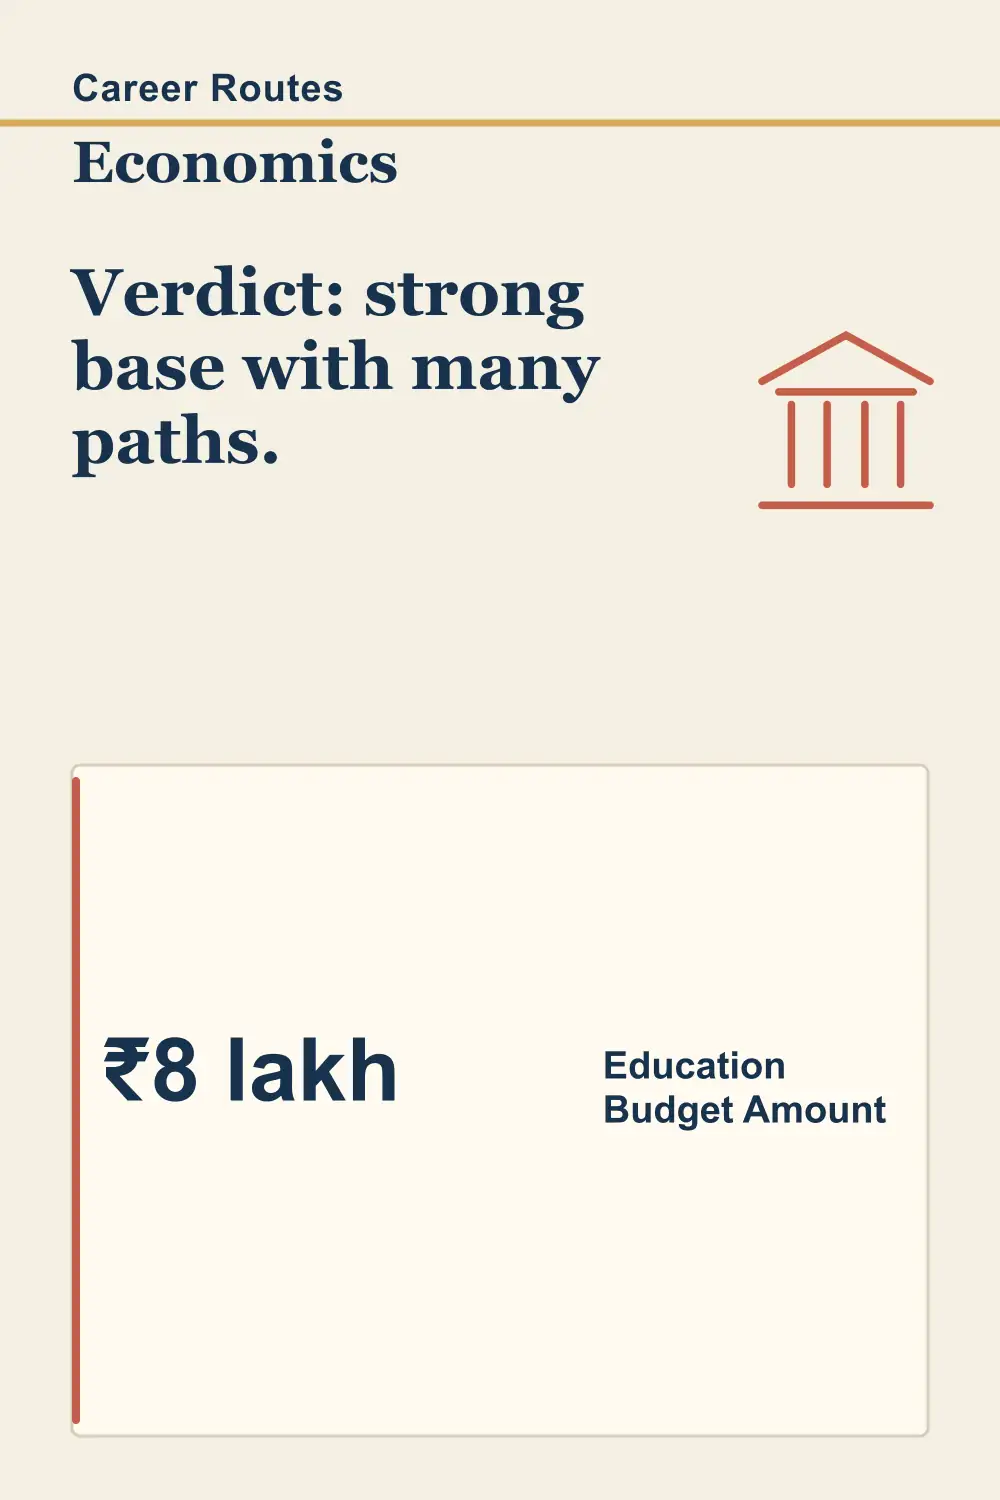 Career Routes
Economics
Verdict: strong
base with many
paths.
₹8 lakh
Education
Budget Amount